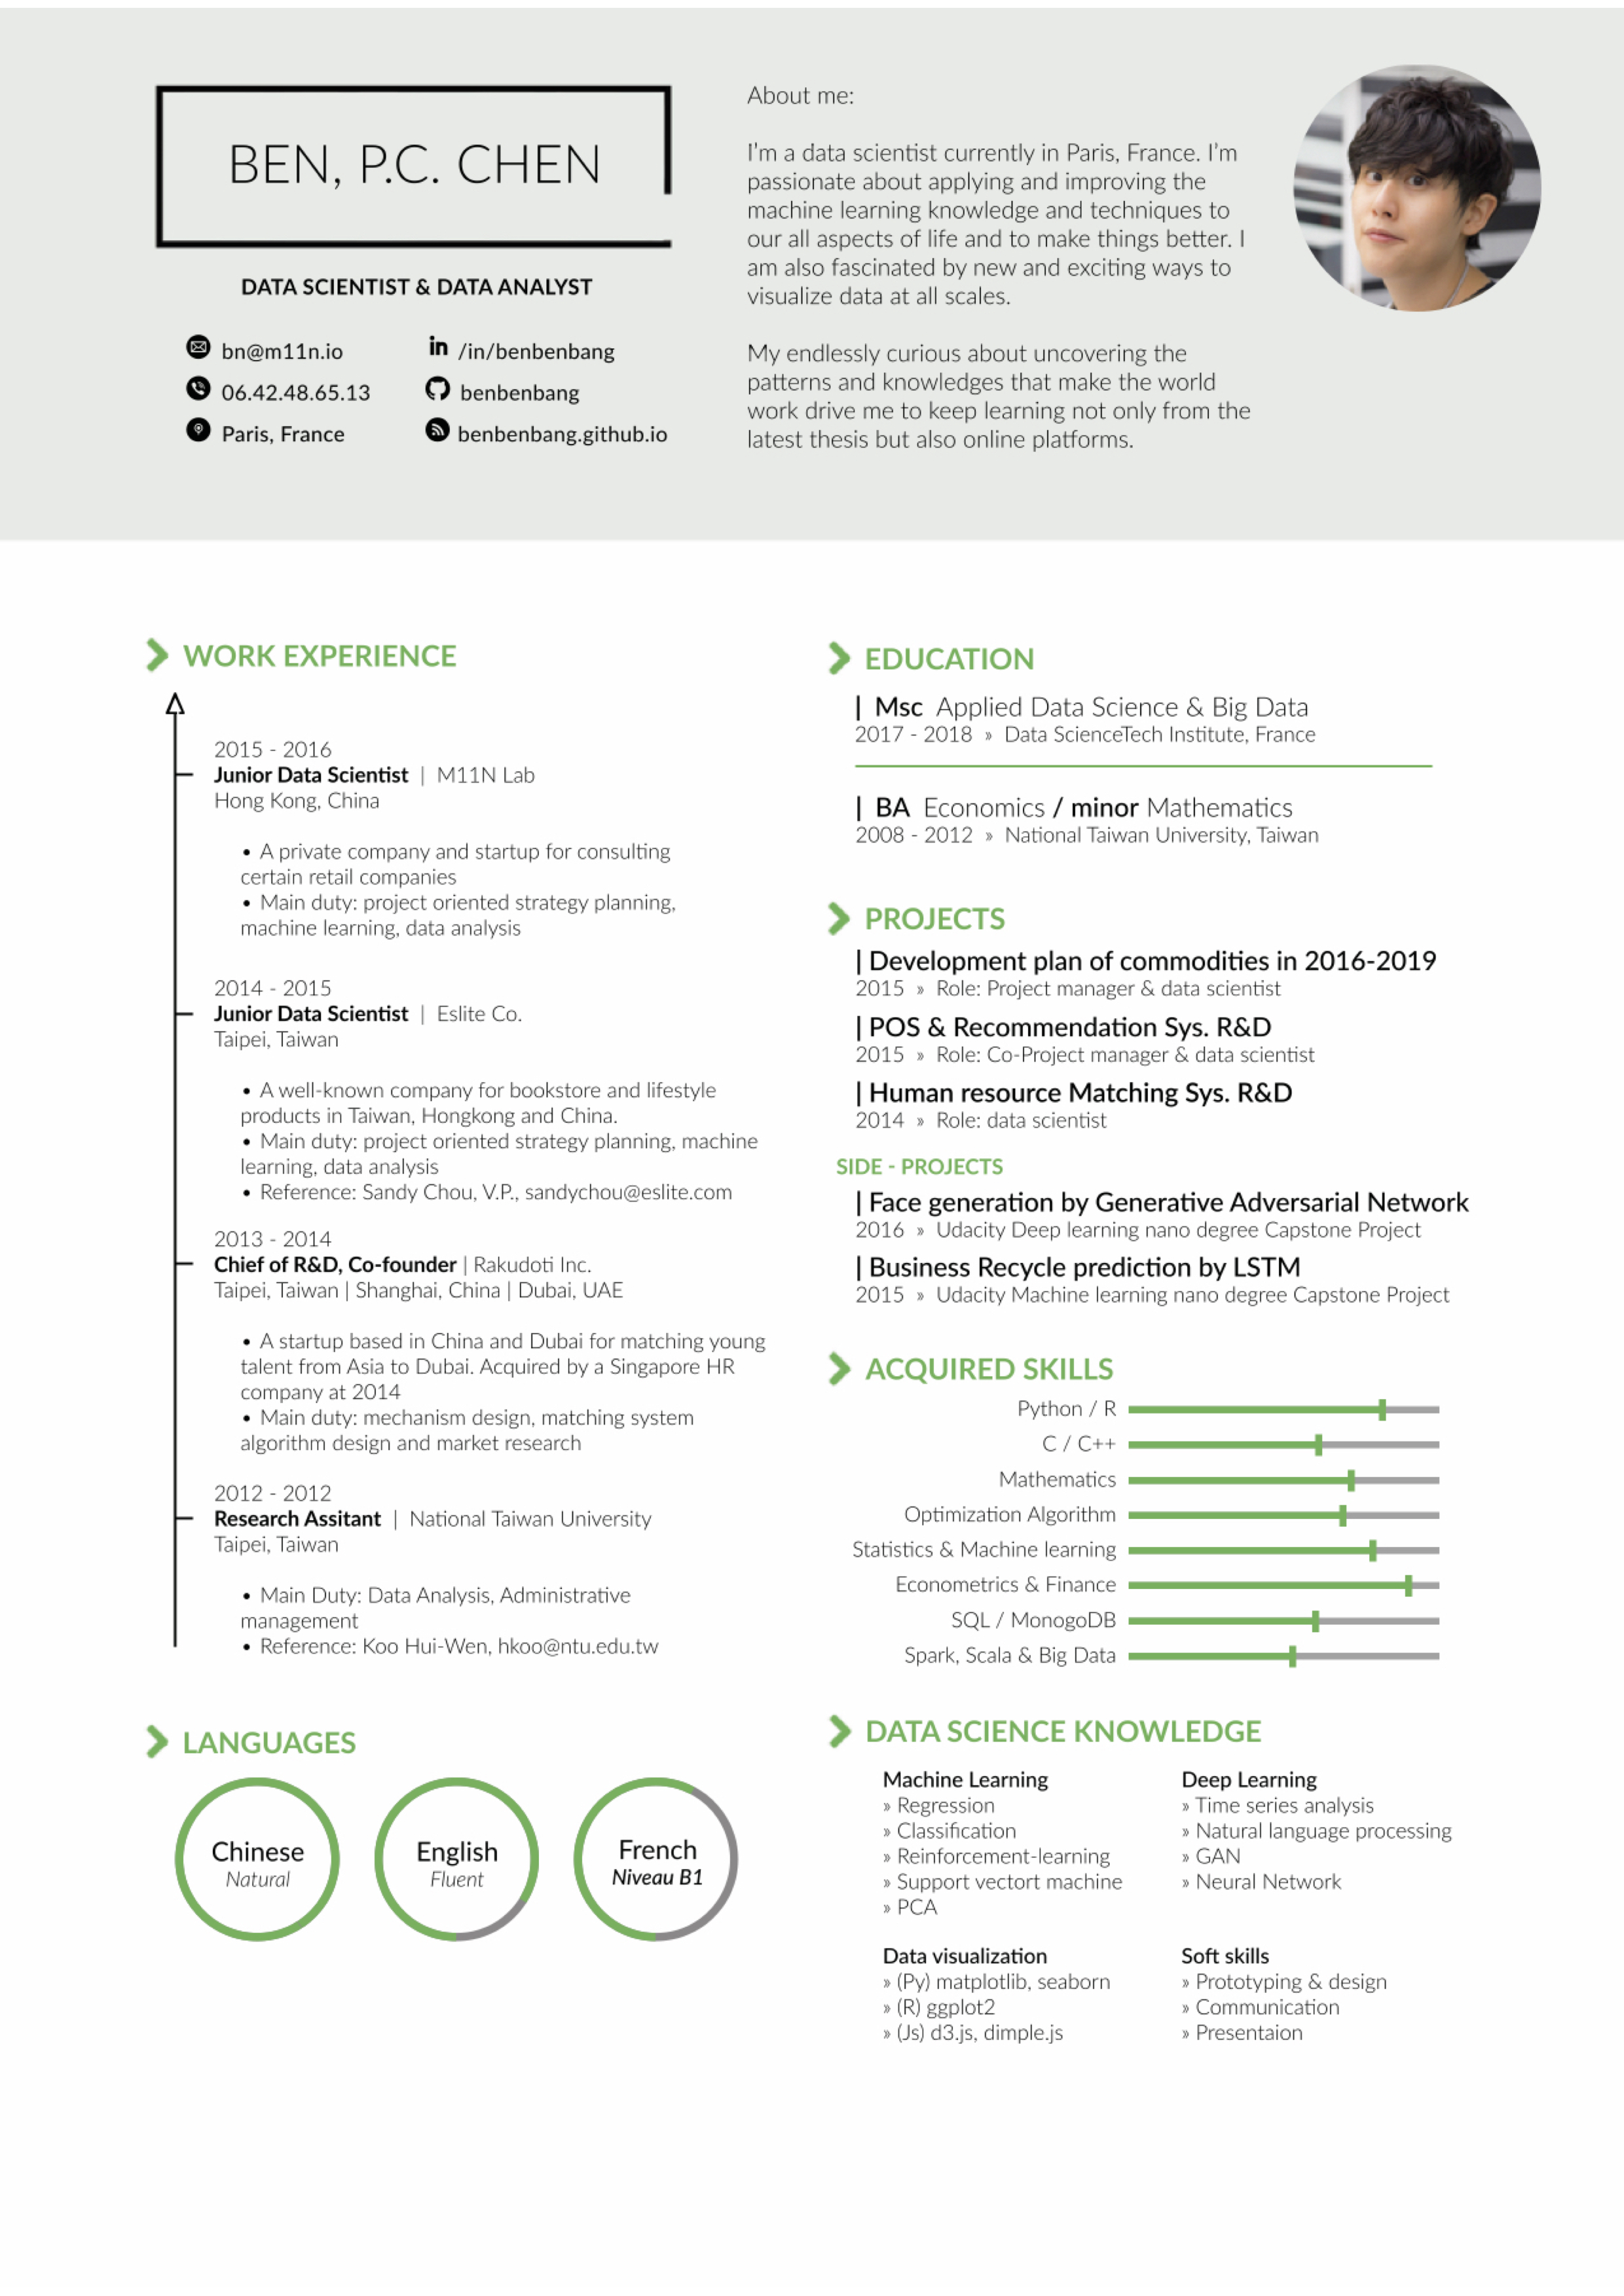 BEN, P.C. CHEN
DATA SCIENTIST & DATA ANALYST
bn@m11n.io
in /in/benbenbang
06.42.48.65.13
benbenbang
Paris, France
benbenbang.github.io
About me:
I'm a data scientist currently in Paris, France. I'm
passionate about applying and improving the
machine learning knowledge and techniques to
our all aspects of life and to make things better. I
am also fascinated by new and exciting ways to
visualize data at all scales.
My endlessly curious about uncovering the
patterns and knowledges that make the world
work drive me to keep learning not only from the
latest thesis but also online platforms.
WORK EXPERIENCE
2015 - 2016
Junior Data Scientist | M11N Lab
Hong Kong, China
• A private company and startup for consulting
certain retail companies
• Main duty: project oriented strategy planning,
machine learning, data analysis
2014 - 2015
Junior Data Scientist | Eslite Co.
Taipei, Taiwan
• A well-known company for bookstore and lifestyle
products in Taiwan, Hongkong and China.
• Main duty: project oriented strategy planning, machine
learning, data analysis
• Reference: Sandy Chou, V.P., sandychou@eslite.com
2013 - 2014
Chief of R&D, Co-founder | Rakudoti Inc.
Taipei, Taiwan | Shanghai, China | Dubai, UAE
• A startup based in China and Dubai for matching young
talent from Asia to Dubai. Acquired by a Singapore HR
company at 2014
• Main duty: mechanism design, matching system
algorithm design and market research
2012 - 2012
Research Assitant | National Taiwan University
Taipei, Taiwan
• Main Duty: Data Analysis, Administrative
management
• Reference: Koo Hui-Wen, hkoo@ntu.edu.tw
LANGUAGES
Chinese
Natural
English
Fluent
French
Niveau B1
EDUCATION
| Msc Applied Data Science & Big Data
2017 - 2018 » Data ScienceTech Institute, France
| BA Economics / minor Mathematics
2008 - 2012 » National Taiwan University, Taiwan
PROJECTS
| Development plan of commodities in 2016-2019
2015 » Role: Project manager & data scientist
| POS & Recommendation Sys. R&D
2015 » Role: Co-Project manager & data scientist
| Human resource Matching Sys. R&D
2014 » Role: data scientist
SIDE - PROJECTS
| Face generation by Generative Adversarial Network
2016 » Udacity Deep learning nano degree Capstone Project
| Business Recycle prediction by LSTM
2015 » Udacity Machine learning nano degree Capstone Project
ACQUIRED SKILLS
Python / R
C / C++
Mathematics
Optimization Algorithm
Statistics & Machine learning
Econometrics & Finance
SQL / MonogoDB
Spark, Scala & Big Data
DATA SCIENCE KNOWLEDGE
Machine Learning
» Regression
» Classification
» Reinforcement-learning
» Support vectort machine
» PCA
Deep Learning
» Time series analysis
» Natural language processing
» GAN
» Neural Network
Data visualization
» (Py) matplotlib, seaborn
» (R) ggplot2
» (Js) d3.js, dimple.js
Soft skills
» Prototyping & design
» Communication
» Presentaion